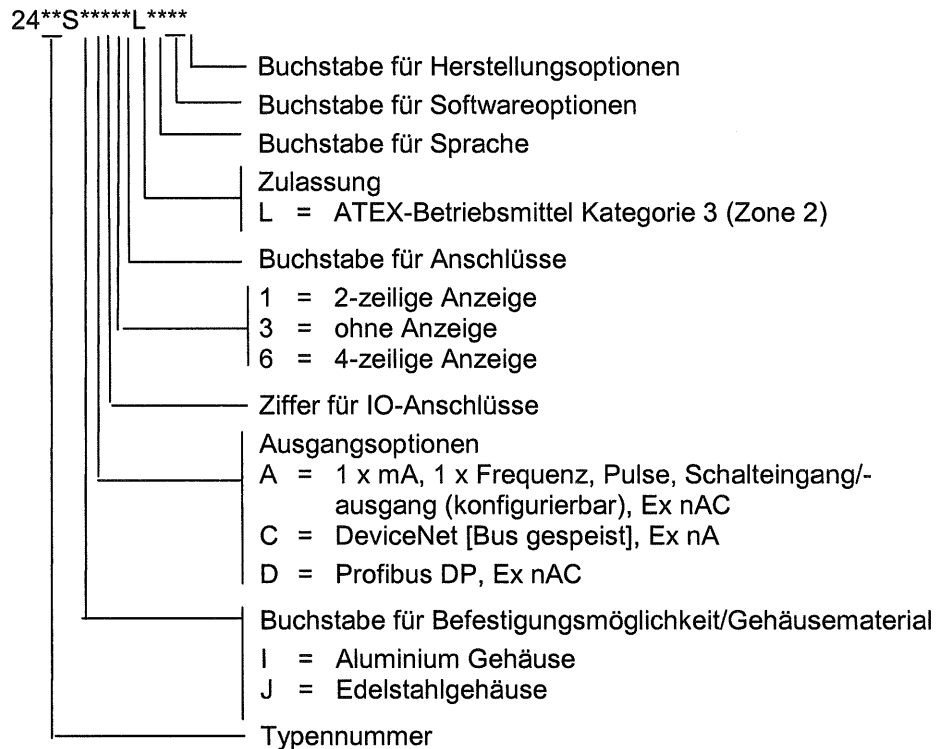 24**S*****L****
Buchstabe für Herstellungsoptionen
Buchstabe für Softwareoptionen
Buchstabe für Sprache
Zulassung
L = ATEX-Betriebsmittel Kategorie 3 (Zone 2)
Buchstabe für Anschlüsse
1 = 2-zeilige Anzeige
3 = ohne Anzeige
6 = 4-zeilige Anzeige
Ziffer für IO-Anschlüsse
Ausgangsoptionen
A = 1 x mA, 1 x Frequenz, Pulse, Schalteingang/-
ausgang (konfigurierbar), Ex nAC
C = DeviceNet [Bus gespeist], Ex nA
D = Profibus DP, Ex nAC
Buchstabe für Befestigungsmöglichkeit/Gehäusematerial
I = Aluminium Gehäuse
J = Edelstahlgehäuse
Typennummer